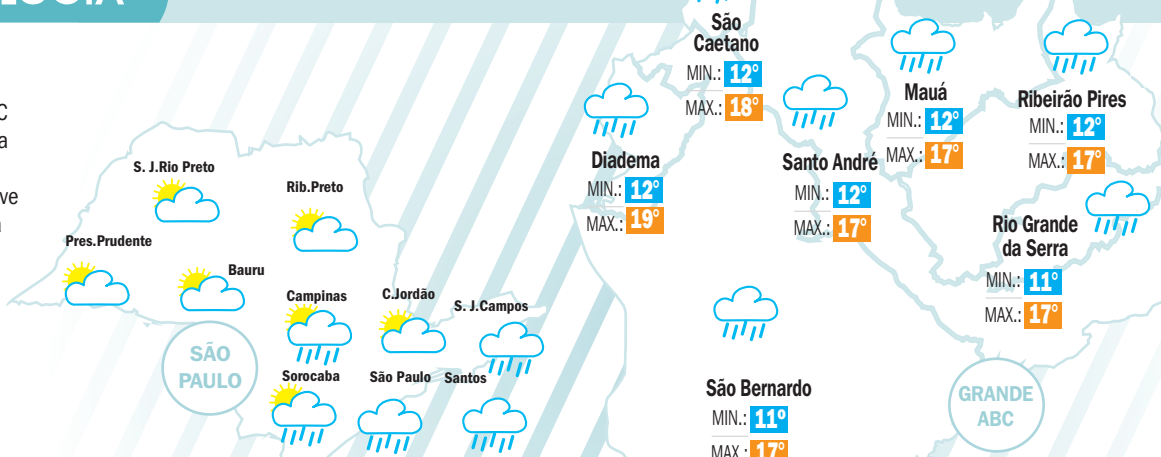 C
a
ve
S. J.Rio Preto
Rib.Preto
Pres.Prudente
Bauru
Campinas
C.Jordão
S. J.Campos
Sorocaba
São Paulo
Santos
SÃO
PAULO
São
Caetano
MIN.: 12°
MAX.: 18°
Diadema
MIN.: 12°
MAX.: 19°
Santo André
MIN.: 12°
MAX.: 17°
Mauá
MIN.: 12°
MAX.: 17°
Ribeirão Pires
MIN.: 12°
MAX.: 17°
Rio Grande
da Serra
MIN.: 11°
MAX.: 17°
São Bernardo
MIN.: 11°
MAX.: 17°
GRANDE
ABC